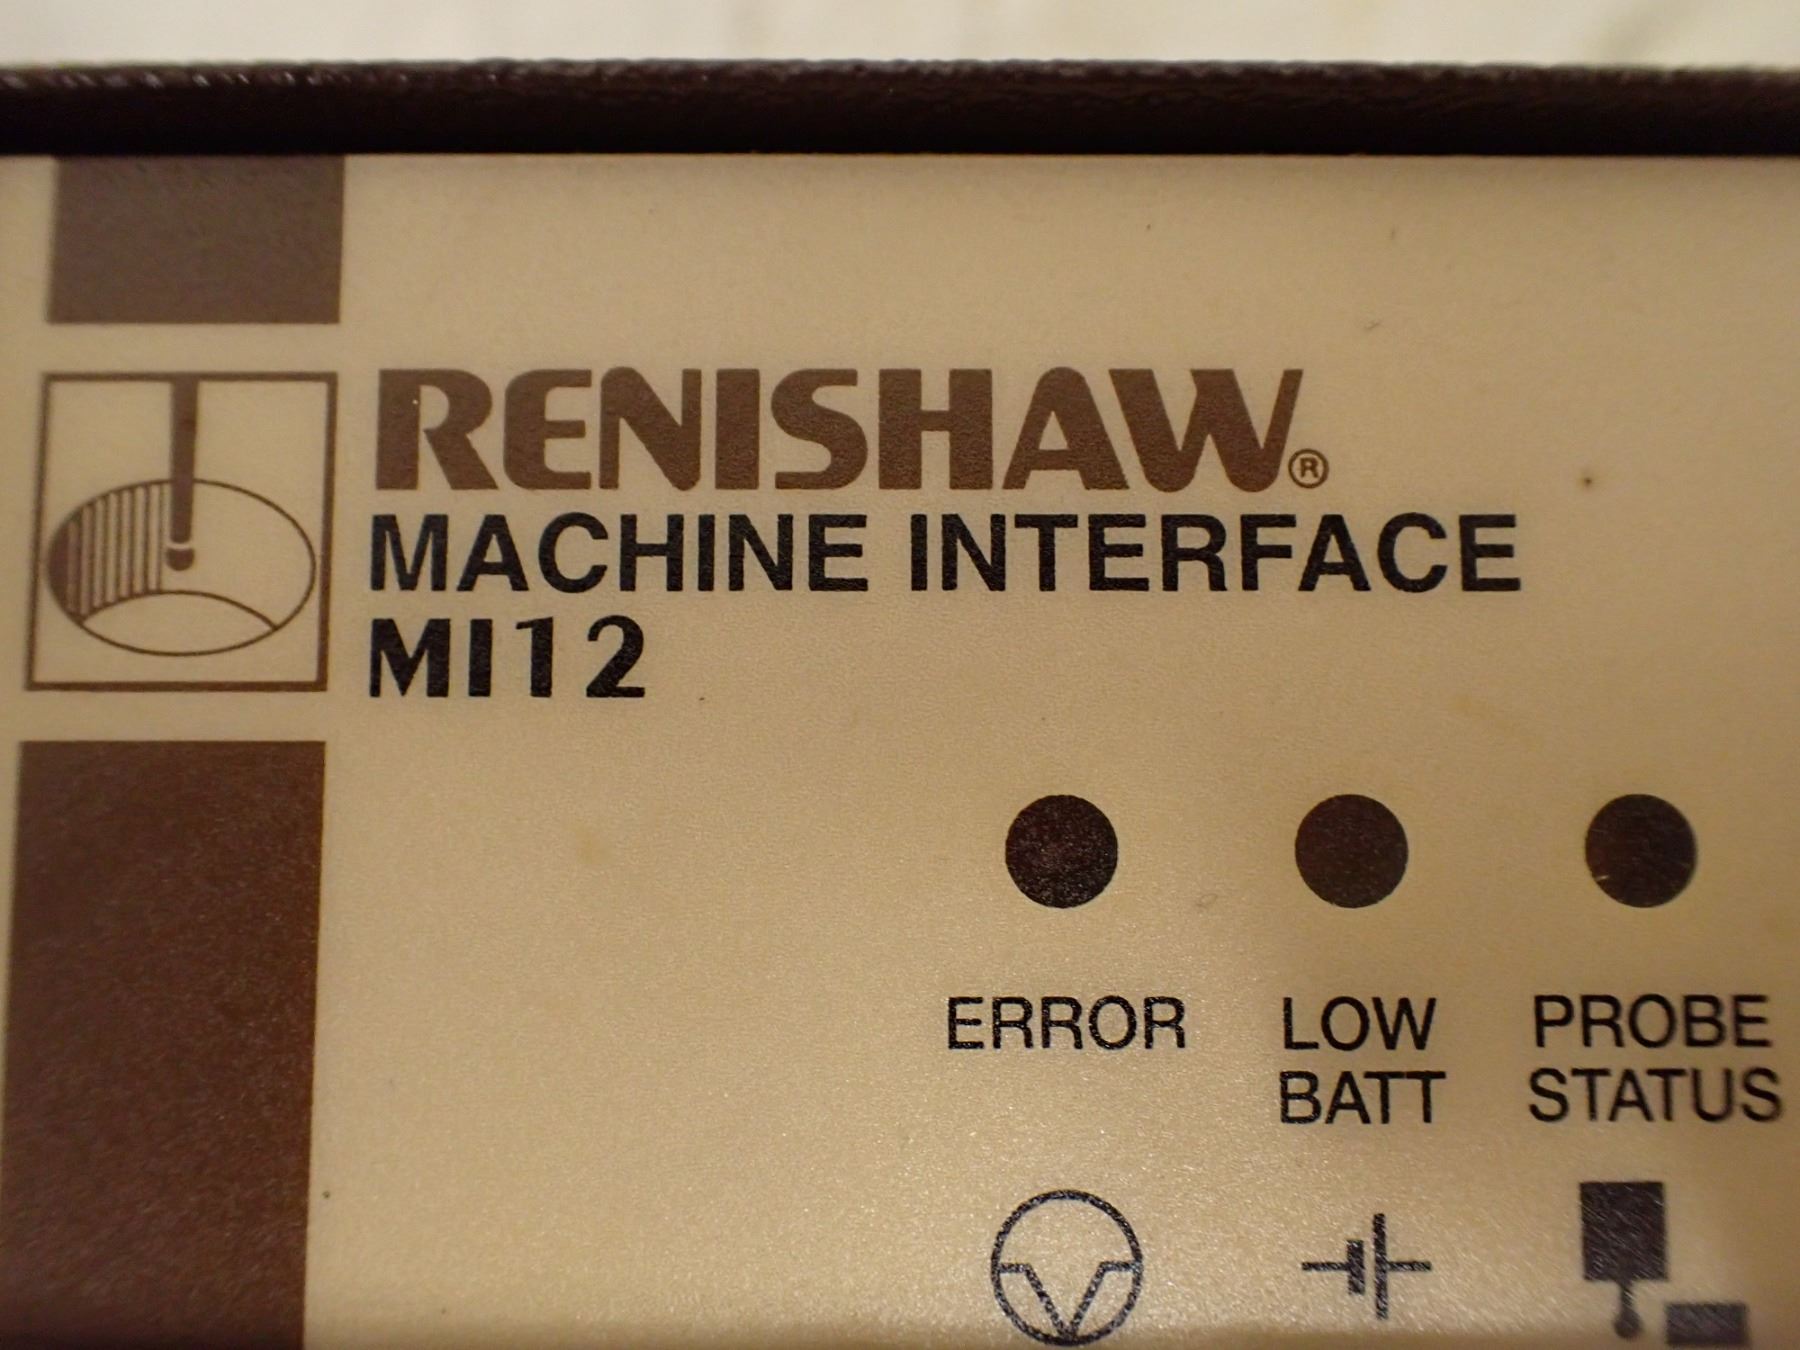 RENISHAW®
MACHINE INTERFACE
MI12
ERROR
LOW
BATT
PROBE
STATUS